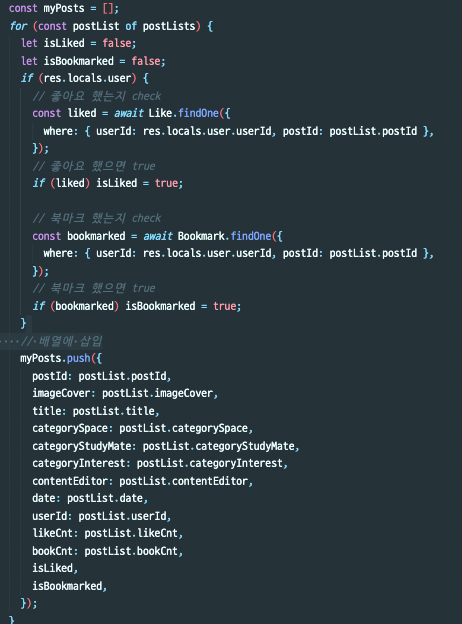 const myPosts = [];
for (const postList of postLists) {
let isLiked = false;
let isBookmarked = false;
if (res.locals.user) {
// 좋아요 했는지 check
const liked = await Like.findOne({
where: { userId: res.locals.user.userId, postId: postList.postId },
});
// 좋아요 했으면 true
if (liked) isLiked = true;
// 북마크 했는지 check
const bookmarked = await Bookmark.findOne({
where: { userId: res.locals.user.userId, postId: postList.postId },
});
// 북마크 했으면 true
if (bookmarked) isBookmarked = true;
}
// 배열에 삽입
myPosts.push({
postId: postList.postId,
imageCover: postList.imageCover,
title: postList.title,
categorySpace: postList.categorySpace,
categoryStudyMate: postList.categoryStudyMate,
categoryInterest: postList.categoryInterest,
contentEditor: postList.contentEditor,
date: postList.date,
userId: postList.userId,
likeCnt: postList.likeCnt,
bookCnt: postList.bookCnt,
isLiked,
isBookmarked,
});
}